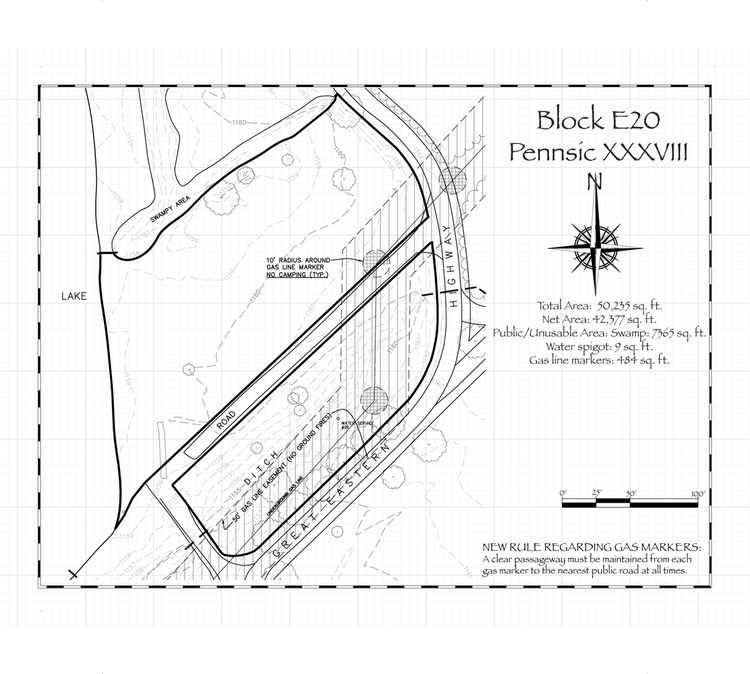 Block E20
Pennsic XXXVIII
N
Total Area: 50,235 sq. ft.
Net Area: 42,377 sq. ft.
Public/Unusable Area: Swamp: 7365 sq. ft.
Water spigot: 9 sq. ft.
Gas line markers: 484 sq. ft.
1180
SWAMPY AREA
10' RADIUS AROUND
GAS LINE MARKER
NO CAMPING (TYP.)
LAKE
HIGHWAY
ROAD
WATER SERVICE
DITCH
50' GAS LINE EASEMENT (NO GROUND FIRES)
UNDERGROUND GAS LINE
GREAT EASTERN
0' 25' 50' 100'
NEW RULE REGARDING GAS MARKERS:
A clear passageway must be maintained from each
gas marker to the nearest public road at all times.